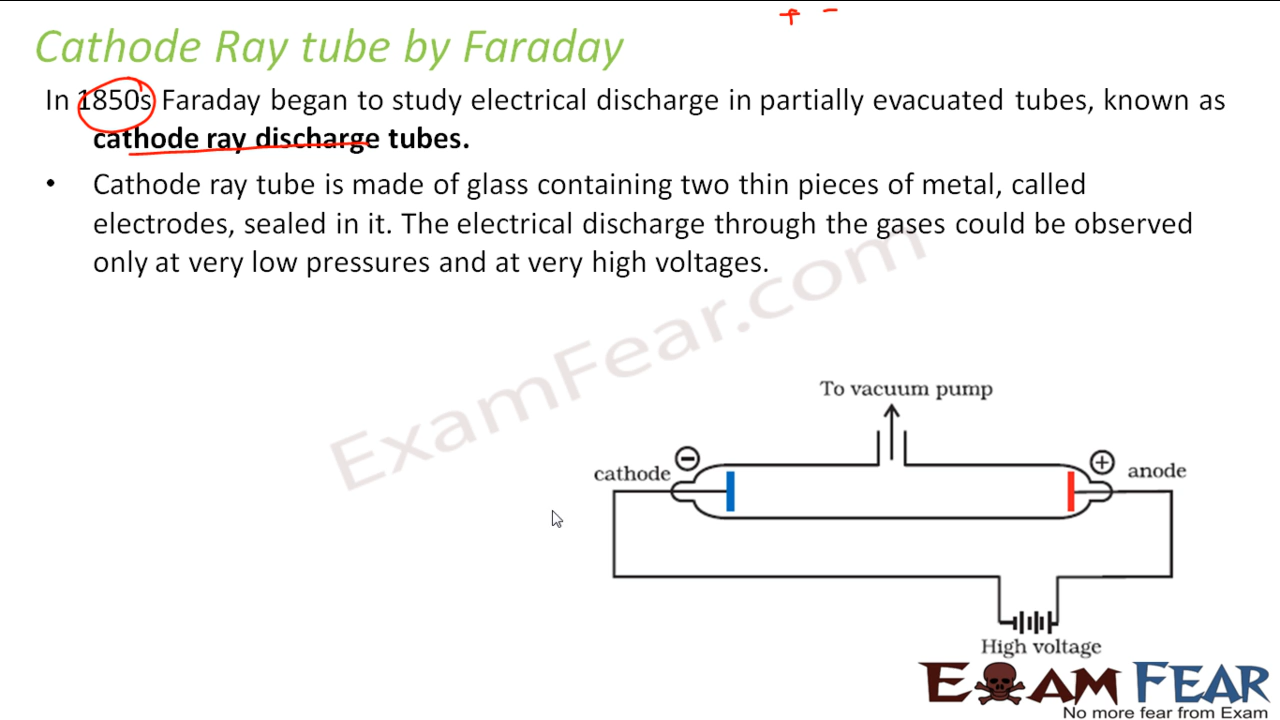 + -
Cathode Ray tube by Faraday
In 1850s Faraday began to study electrical discharge in partially evacuated tubes, known as
cathode ray discharge tubes.
• Cathode ray tube is made of glass containing two thin pieces of metal, called
electrodes, sealed in it. The electrical discharge through the gases could be observed
only at very low pressures and at very high voltages.
ExamFear.com
To vacuum pump
cathode
-
+
anode
High voltage
EXAM FEAR
No more fear from Exam